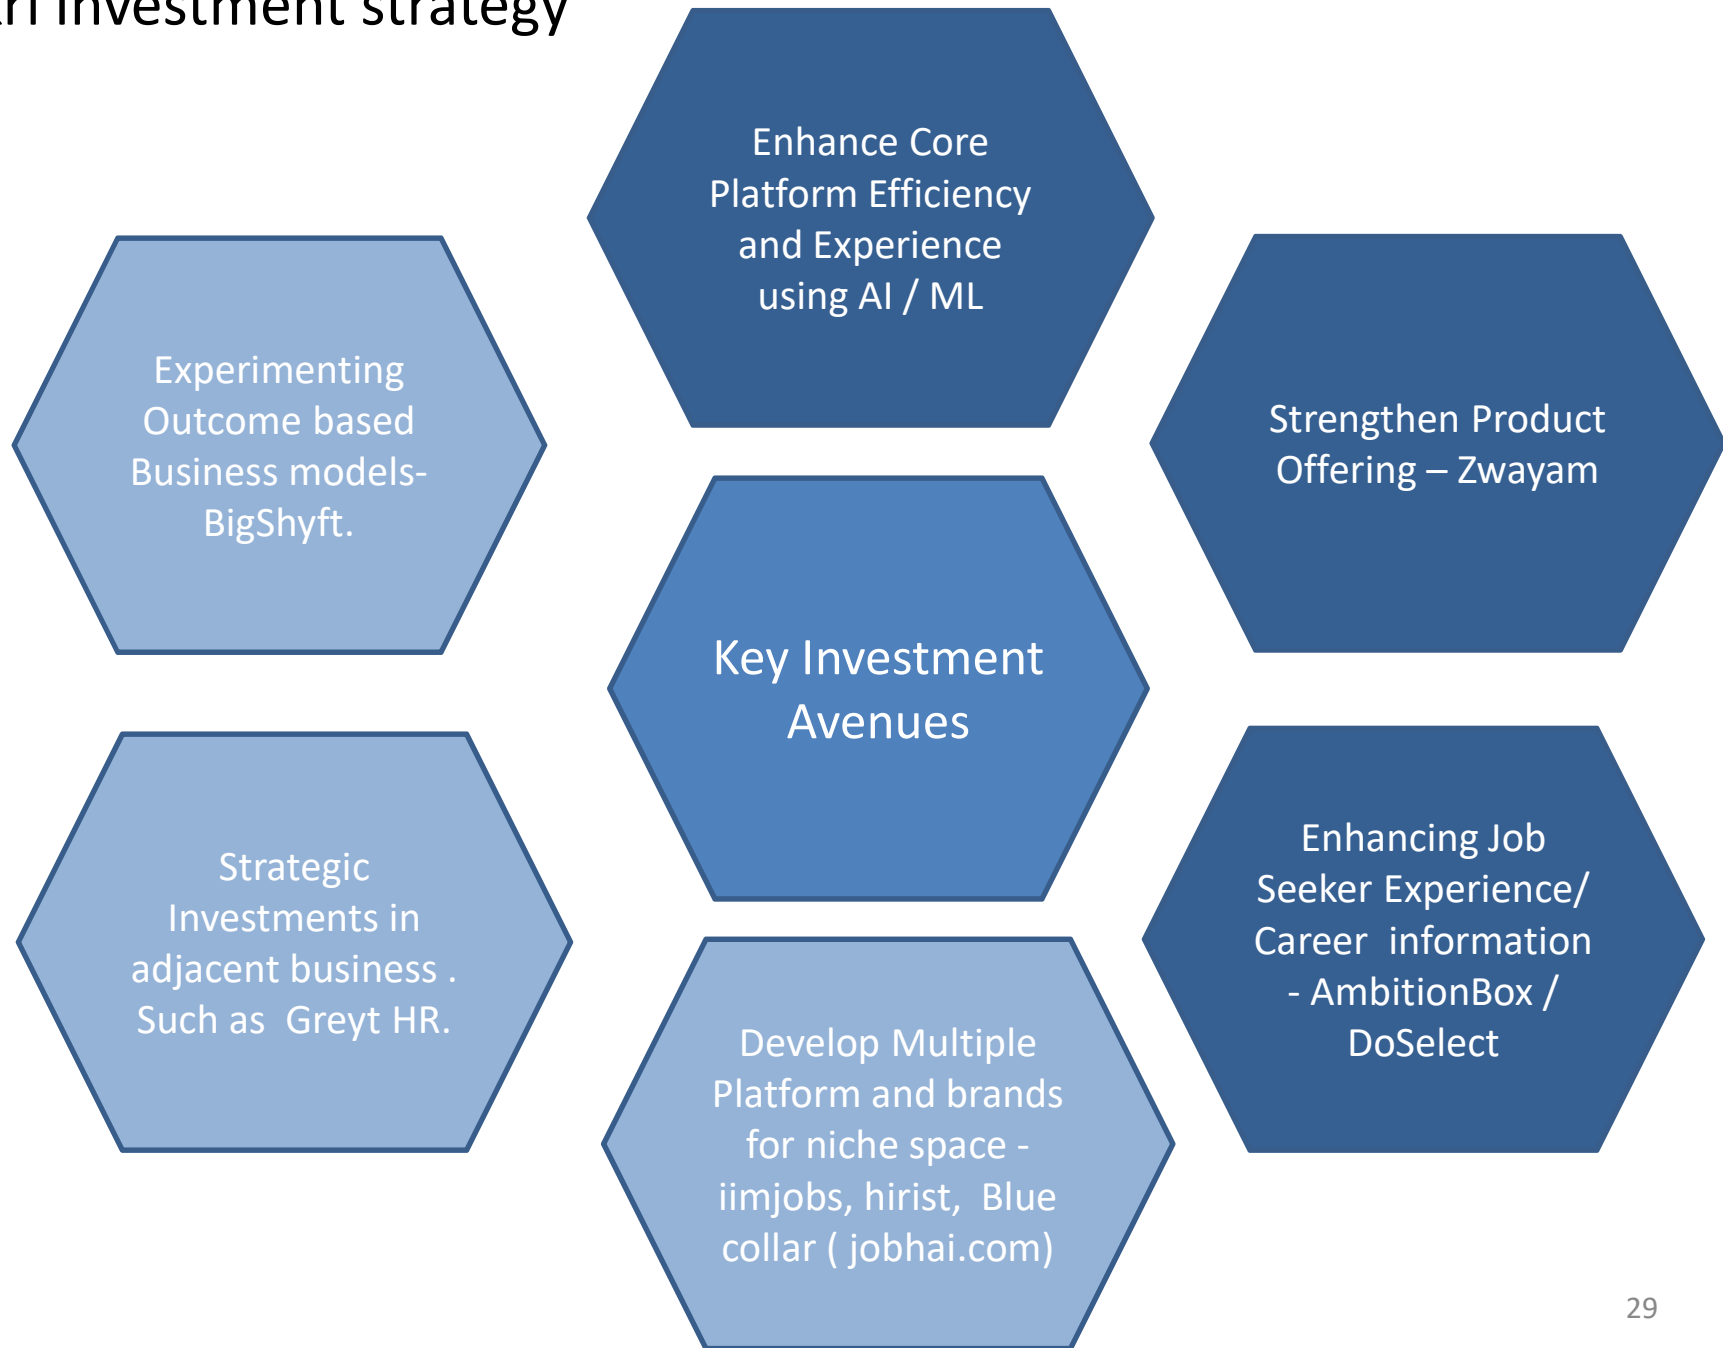 investment strategy
Enhance Core
Platform Efficiency
and Experience
using AI / ML
Experimenting
Outcome based
Business models-
BigShyft.
Strengthen Product
Offering – Zwayam
Key Investment
Avenues
Strategic
Investments in
adjacent business .
Such as  Greyt HR.
Enhancing Job
Seeker Experience/
Career  information
- AmbitionBox /
DoSelect
Develop Multiple
Platform and brands
for niche space -
iimjobs, hirist,  Blue
collar ( jobhai.com)
29